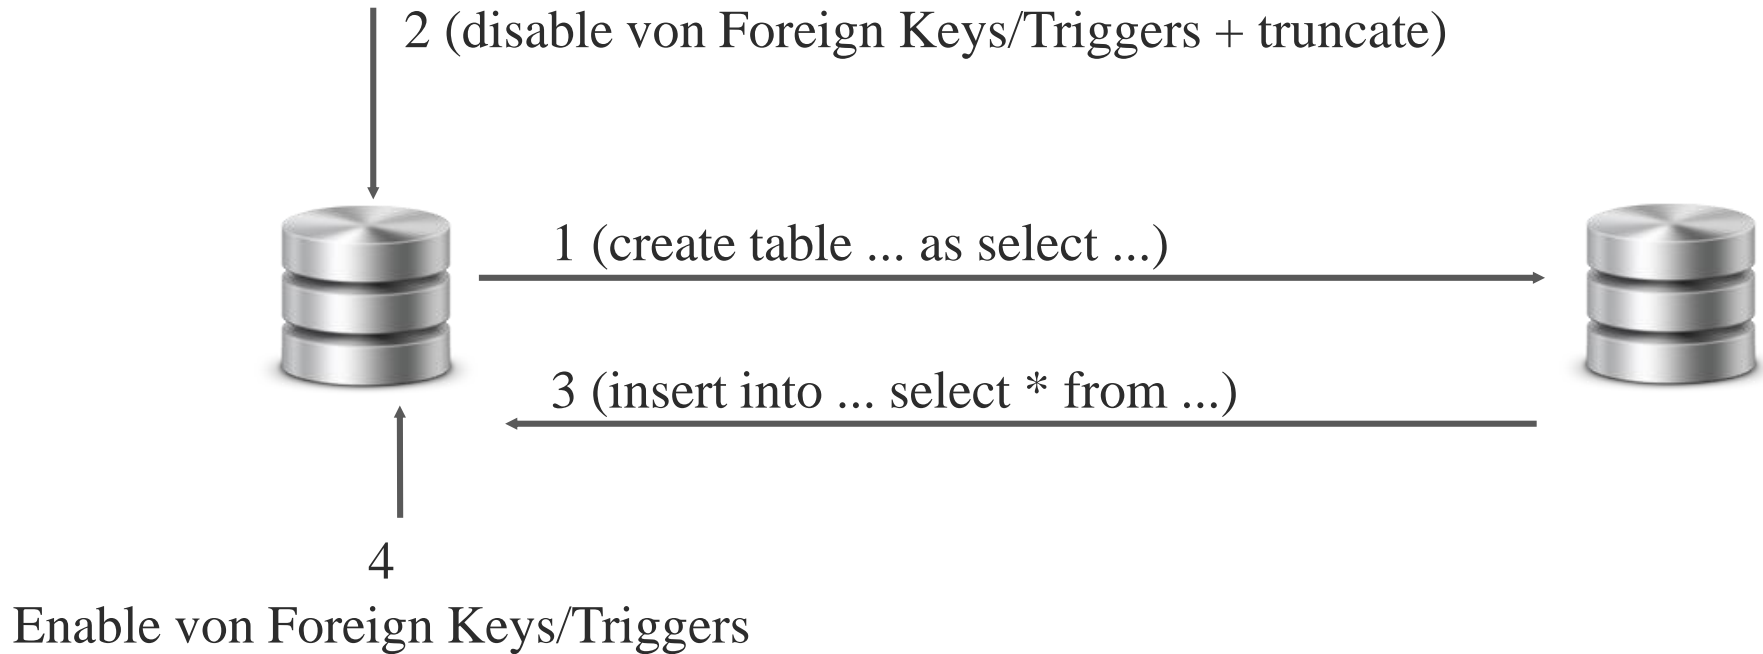 2 (disable von Foreign Keys/Triggers + truncate)
1 (create table ... as select ...)
3 (insert into ... select * from ...)
4
Enable von Foreign Keys/Triggers